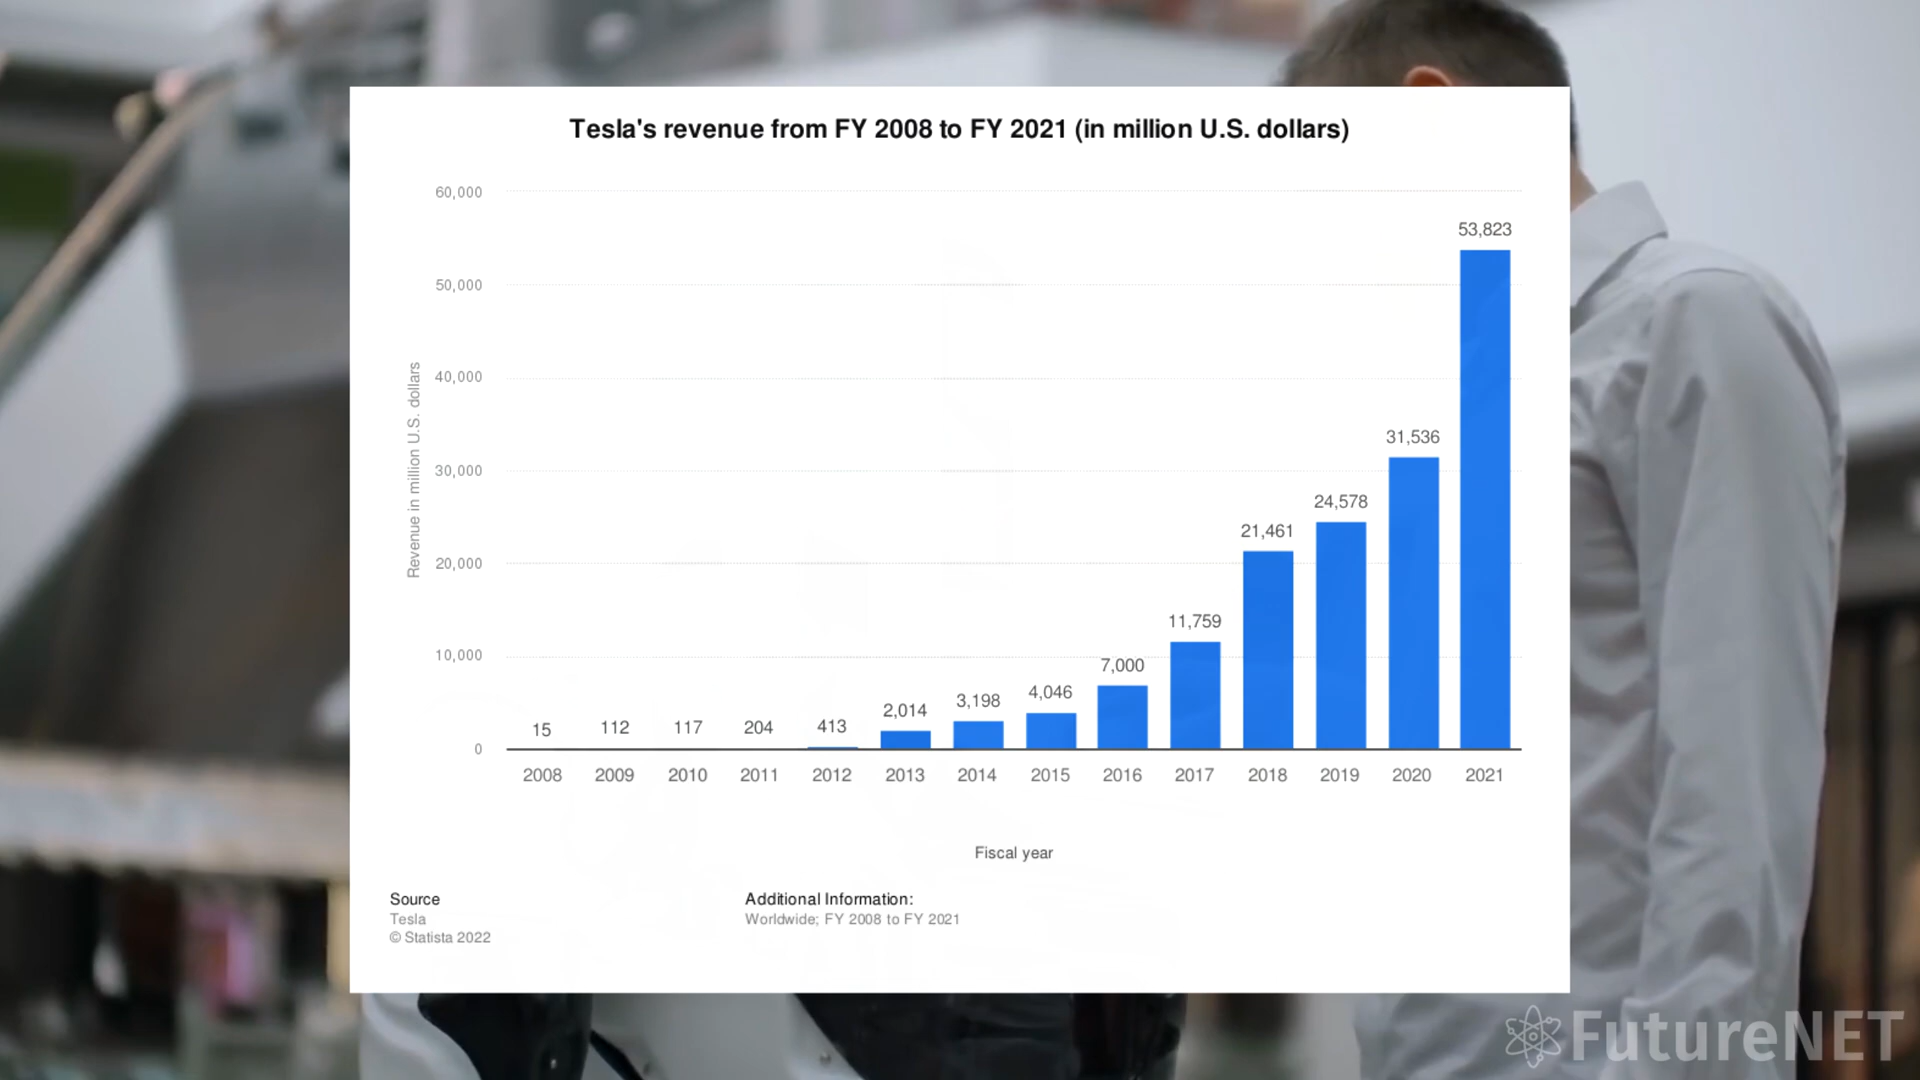 Tesla's revenue from FY 2008 to FY 2021 (in million U.S. dollars)
Revenue in million U.S. dollars
60,000
50,000
40,000
30,000
20,000
10,000
0
15
112
117
204
413
2,014
3,198
4,046
7,000
11,759
21,461
24,578
31,536
53,823
2008 2009 2010 2011 2012 2013 2014 2015 2016 2017 2018 2019 2020 2021
Fiscal year
Source
Tesla
© Statista 2022
Additional Information:
Worldwide; FY 2008 to FY 2021
FutureNET